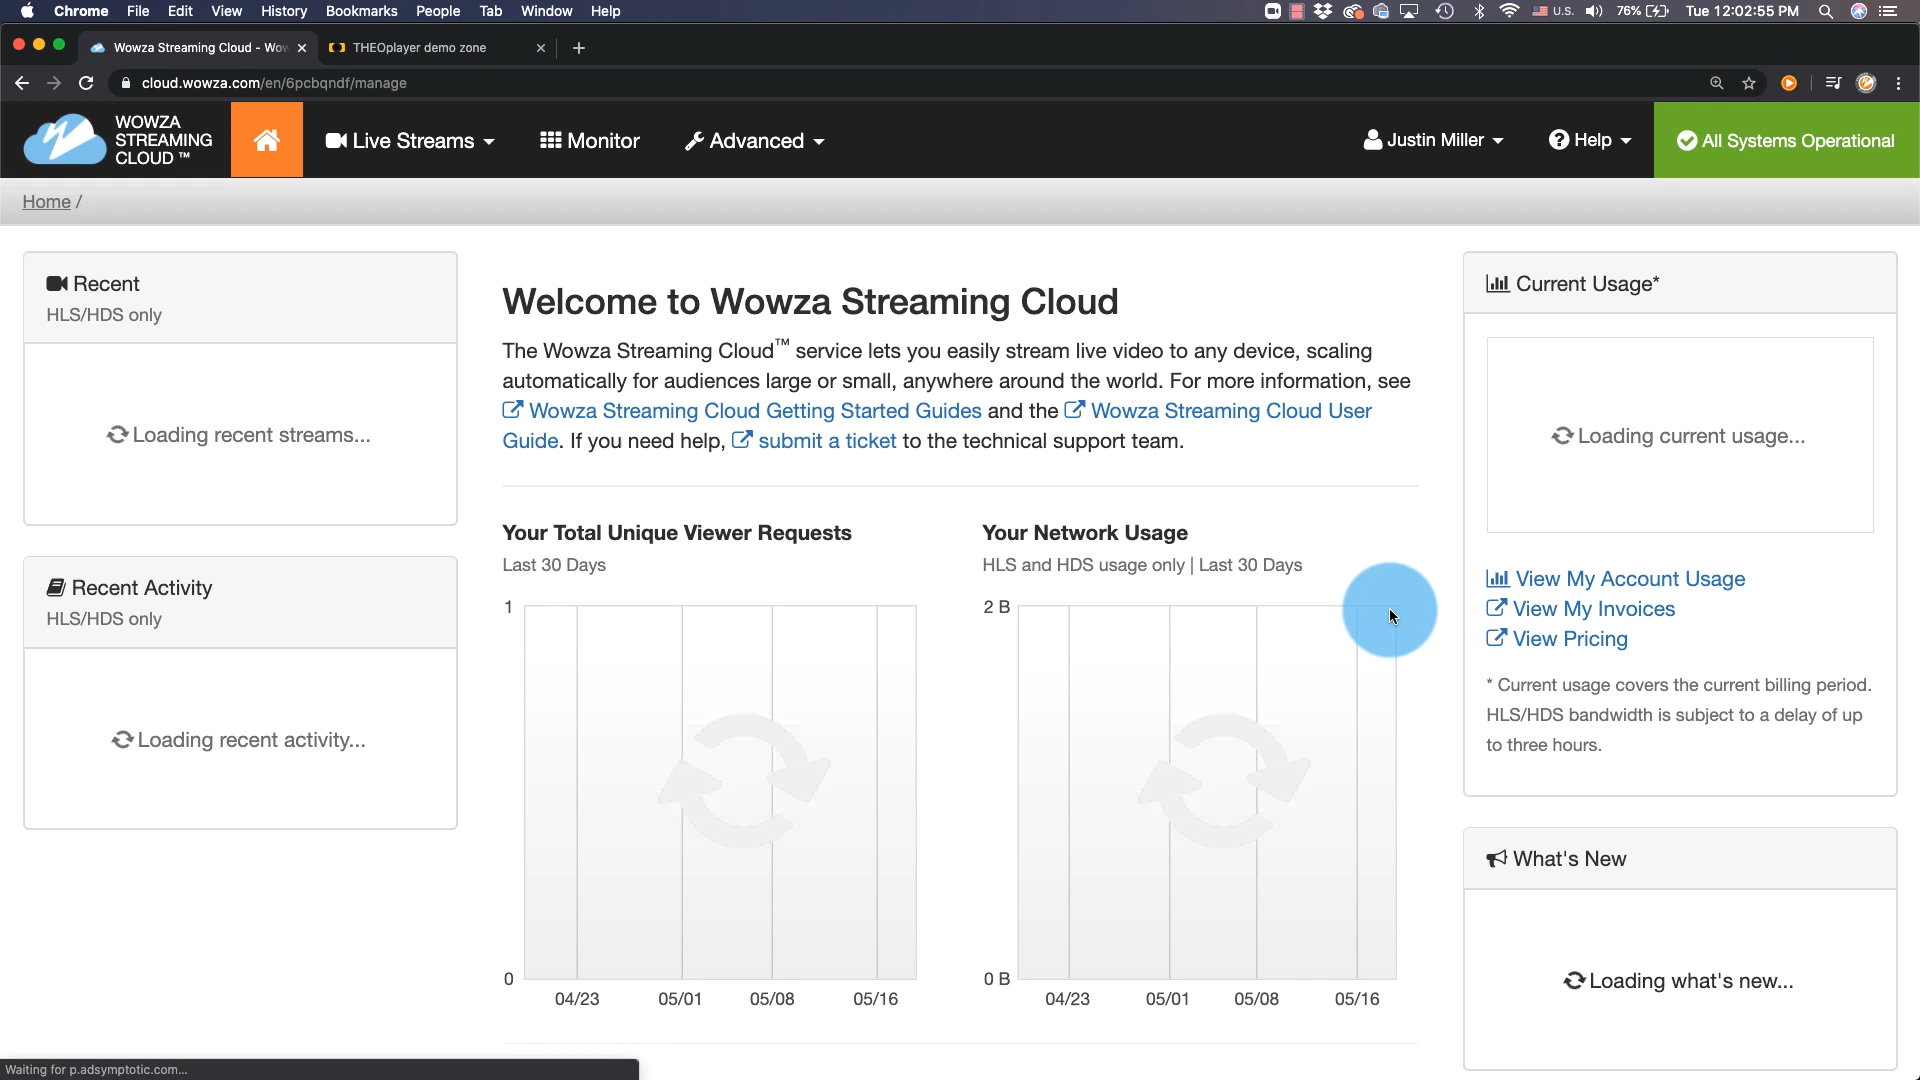 Chrome File Edit View History Bookmarks People Tab Window Help U.S. 76% Tue 12:02:55 PM
Wowza Streaming Cloud - Wow
THEOplayer demo zone
cloud.wowza.com/en/6pcbqndf/manage
WOWZA
STREAMING
CLOUD ™
Live Streams
Monitor
Advanced
Justin Miller
Help
All Systems Operational
Home /
Recent
HLS/HDS only
Loading recent streams...
Recent Activity
HLS/HDS only
Loading recent activity...
Welcome to Wowza Streaming Cloud
The Wowza Streaming Cloud™ service lets you easily stream live video to any device, scaling
automatically for audiences large or small, anywhere around the world. For more information, see
Wowza Streaming Cloud Getting Started Guides and the Wowza Streaming Cloud User
Guide. If you need help, submit a ticket to the technical support team.
Your Total Unique Viewer Requests
Last 30 Days
1
0
04/23 05/01 05/08 05/16
Your Network Usage
HLS and HDS usage only | Last 30 Days
2 B
0 B
04/23 05/01 05/08 05/16
Current Usage*
Loading current usage...
View My Account Usage
View My Invoices
View Pricing
* Current usage covers the current billing period.
HLS/HDS bandwidth is subject to a delay of up
to three hours.
What's New
Loading what's new...
Waiting for p.adsymptotic.com...